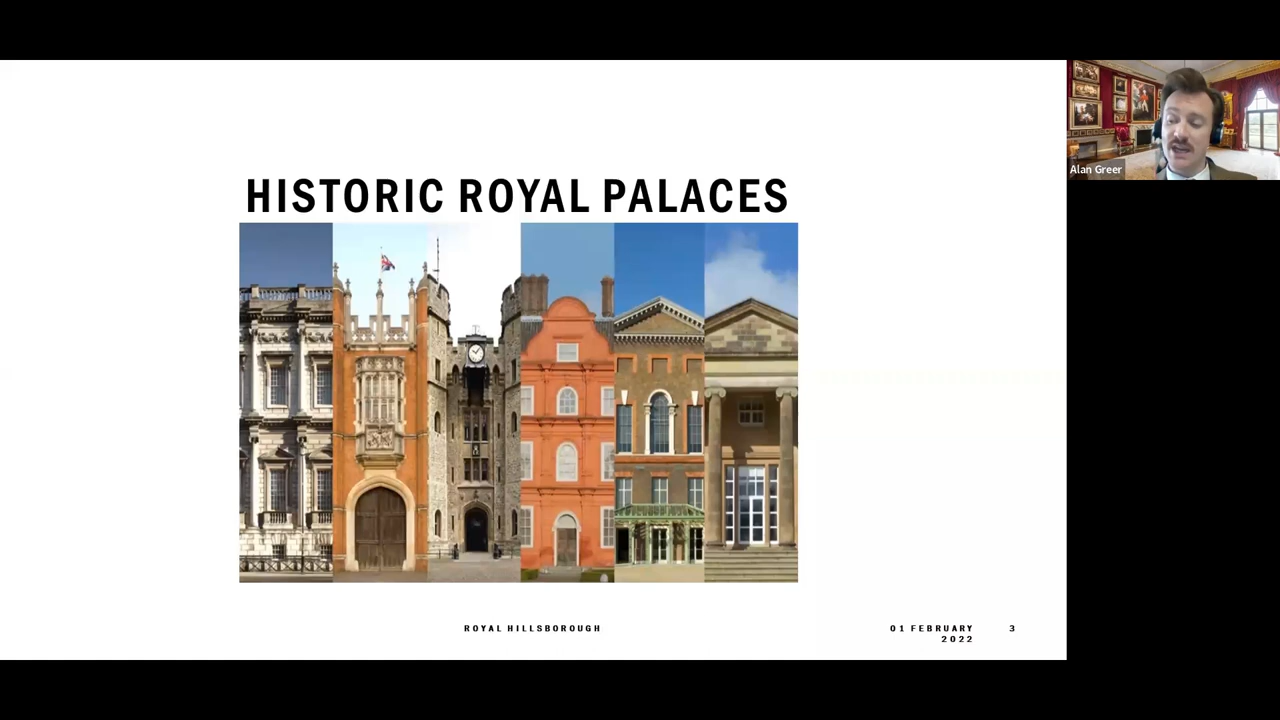 HISTORIC ROYAL PALACES
Alan Greer
ROYAL HILLSBOROUGH
01 FEBRUARY
2022
3